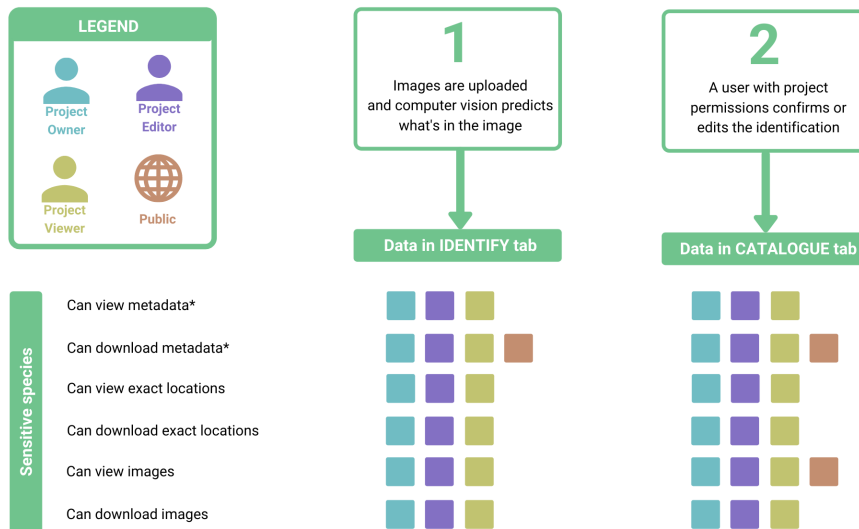 LEGEND
Project
Owner
Project
Editor
Project
Viewer
Public
1
Images are uploaded
and computer vision predicts
what's in the image
Data in IDENTIFY tab
2
A user with project
permissions confirms or
edits the identification
Data in CATALOGUE tab
Sensitive species
Can view metadata*
Can download metadata*
Can view exact locations
Can download exact locations
Can view images
Can download images